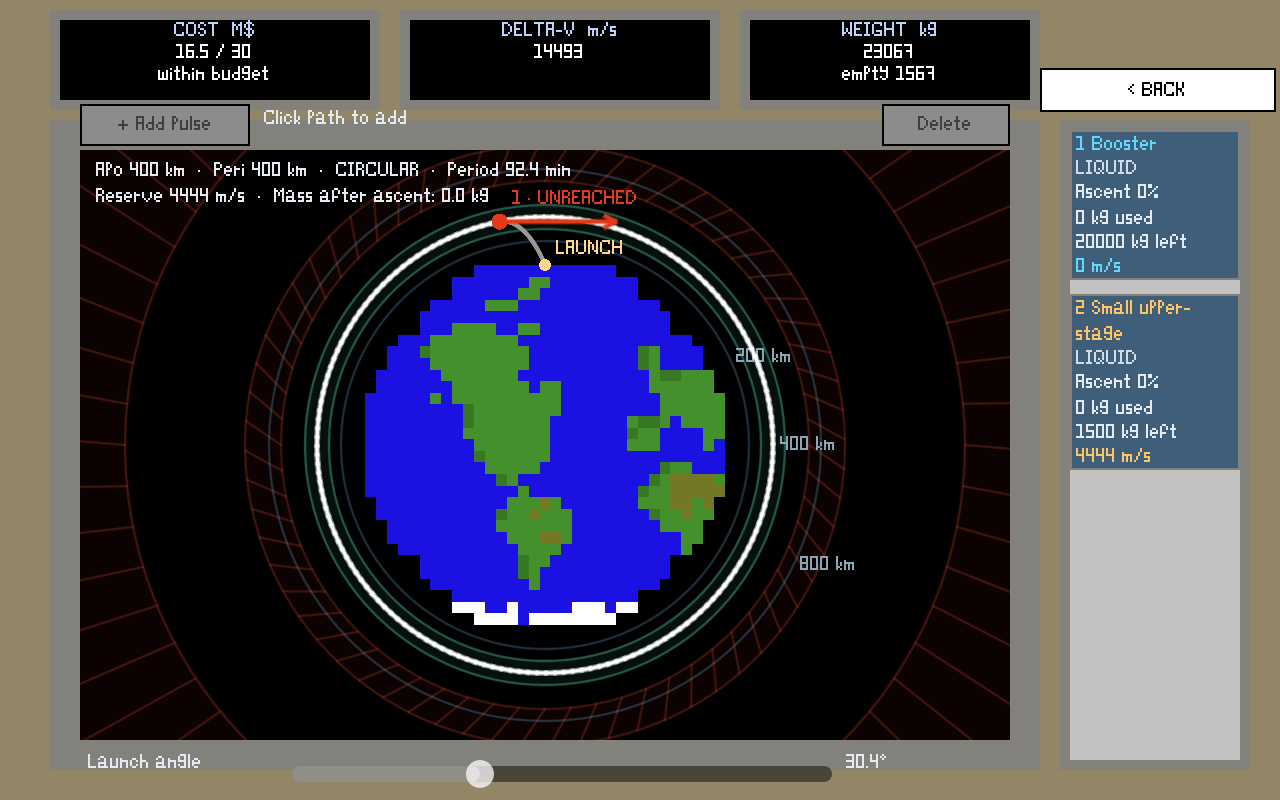 COST M$
16.5 / 30
within budget
DELTA-V m/s
14493
WEIGHT kg
23067
empty 1567
< BACK
+ Add Pulse
Click Path to add
Delete
Apo 400 km · Peri 400 km · CIRCULAR · Period 92.4 min
Reserve 4444 m/s · Mass after ascent: 0.0 kg
1 · UNREACHED
LAUNCH
200 km
400 km
800 km
Launch angle
30.4°
1 Booster
LIQUID
Ascent 0%
0 kg used
20000 kg left
0 m/s
2 Small upper-
stage
LIQUID
Ascent 0%
0 kg used
1500 kg left
4444 m/s